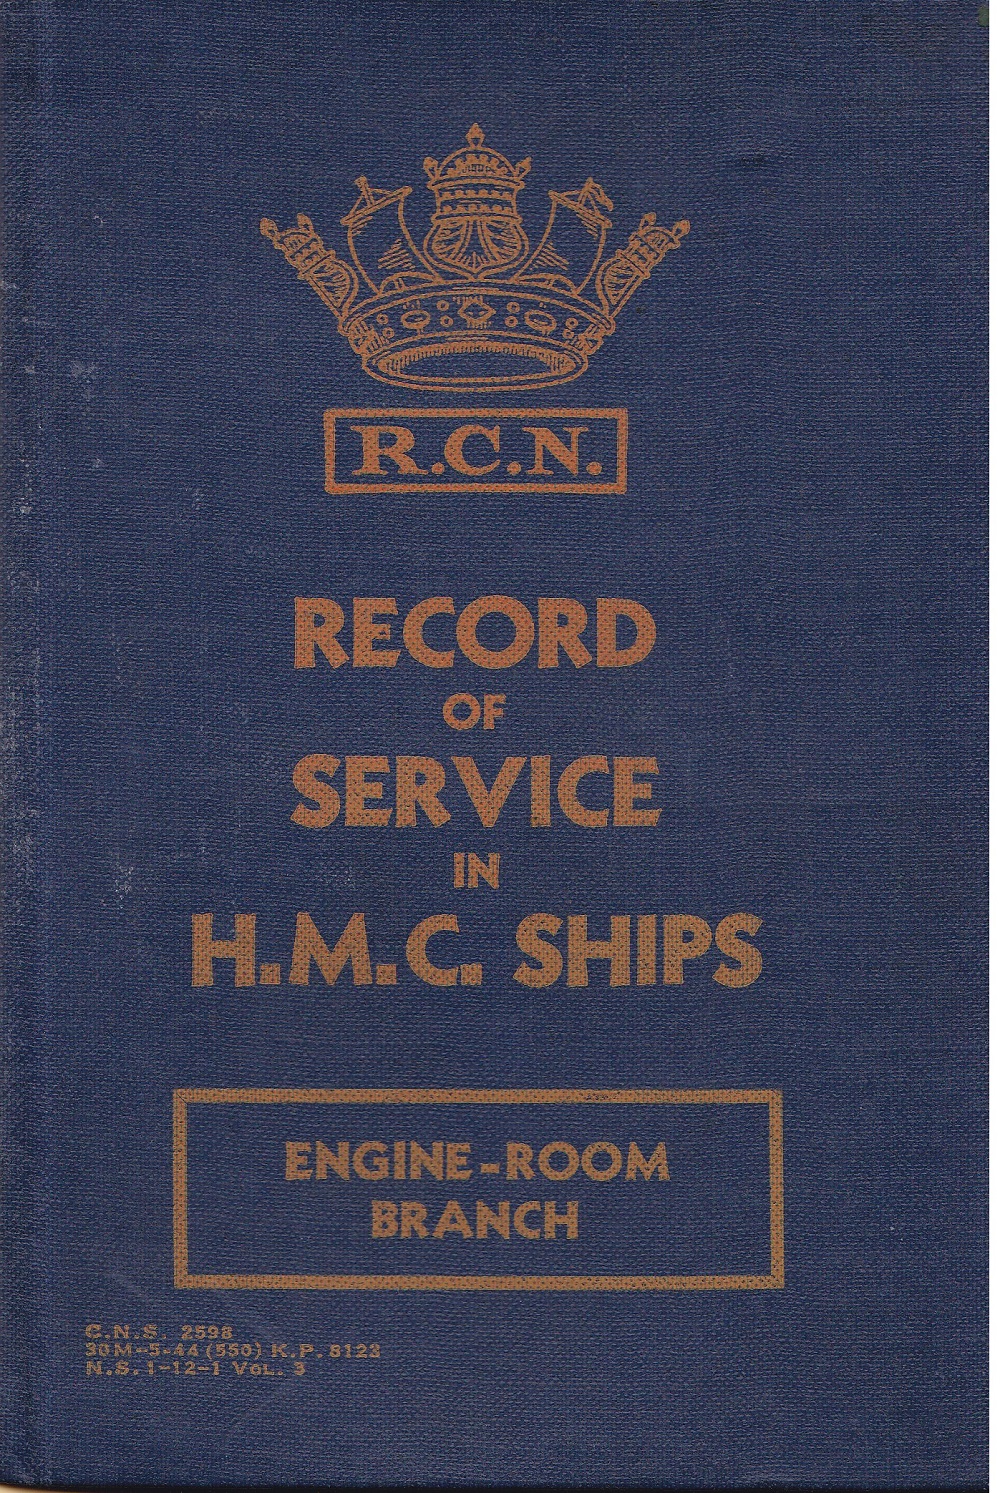 R.C.N.
RECORD
OF
SERVICE
IN
H.M.C. SHIPS
ENGINE-ROOM
BRANCH
C.N.S. 2598
30M-5-44 (550) K.P. 8123
N.S. 1-12-1 VOL. 3